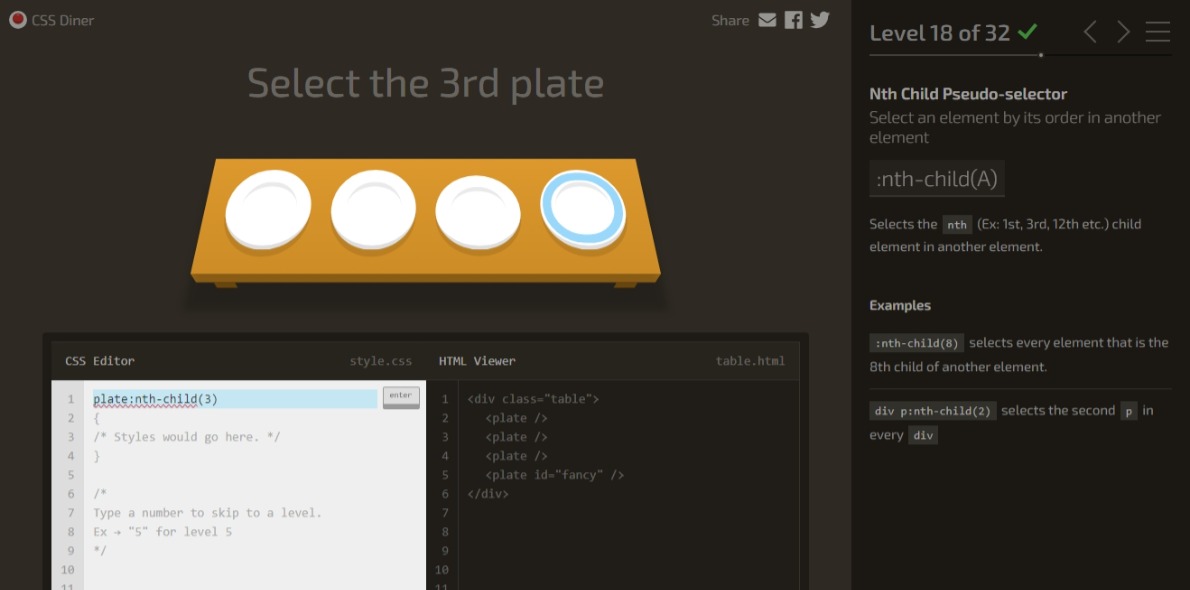 CSS Diner
Share
Select the 3rd plate
CSS Editor
style.css
1 plate:nth-child(3)
enter
2 {
3 /* Styles would go here. */
4 }
5
6 /*
7 Type a number to skip to a level.
8 Ex → "5" for level 5
9 */
10
11
HTML Viewer
table.html
1 <div class="table">
2 <plate />
3 <plate />
4 <plate />
5 <plate id="fancy" />
6 </div>
7
8
9
10
11
Level 18 of 32
Nth Child Pseudo-selector
Select an element by its order in another
element
:nth-child(A)
Selects the nth (Ex: 1st, 3rd, 12th etc.) child
element in another element.
Examples
:nth-child(8) selects every element that is the
8th child of another element.
div p:nth-child(2) selects the second p in
every div